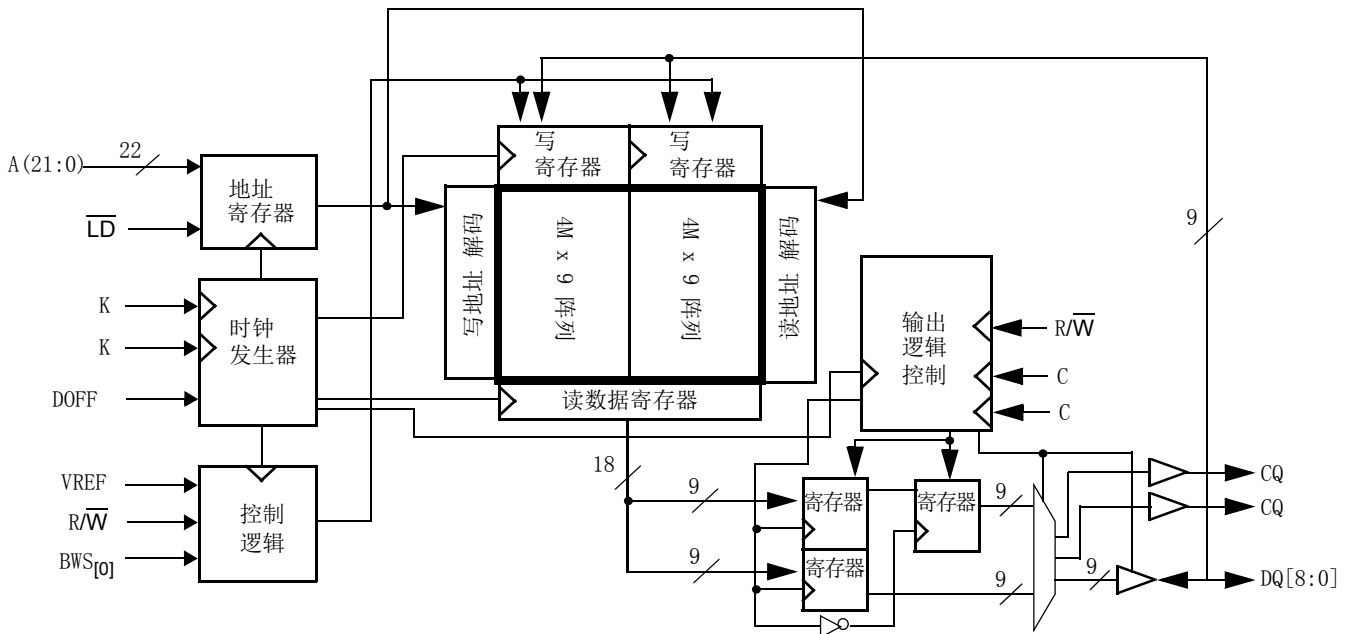 A(21:0)
22
LD
地址
寄存器
K
K
DOFF
时钟
发生器
VREF
R/W
BWS[0]
控制
逻辑
写
寄存器
写
寄存器
写地址 解码
4M x 9 阵列
4M x 9 阵列
读地址 解码
读数据寄存器
输出
逻辑
控制
R/W
C
C
9
18
9
9
寄存器
寄存器
寄存器
9
9
9
CQ
CQ
DQ[8:0]